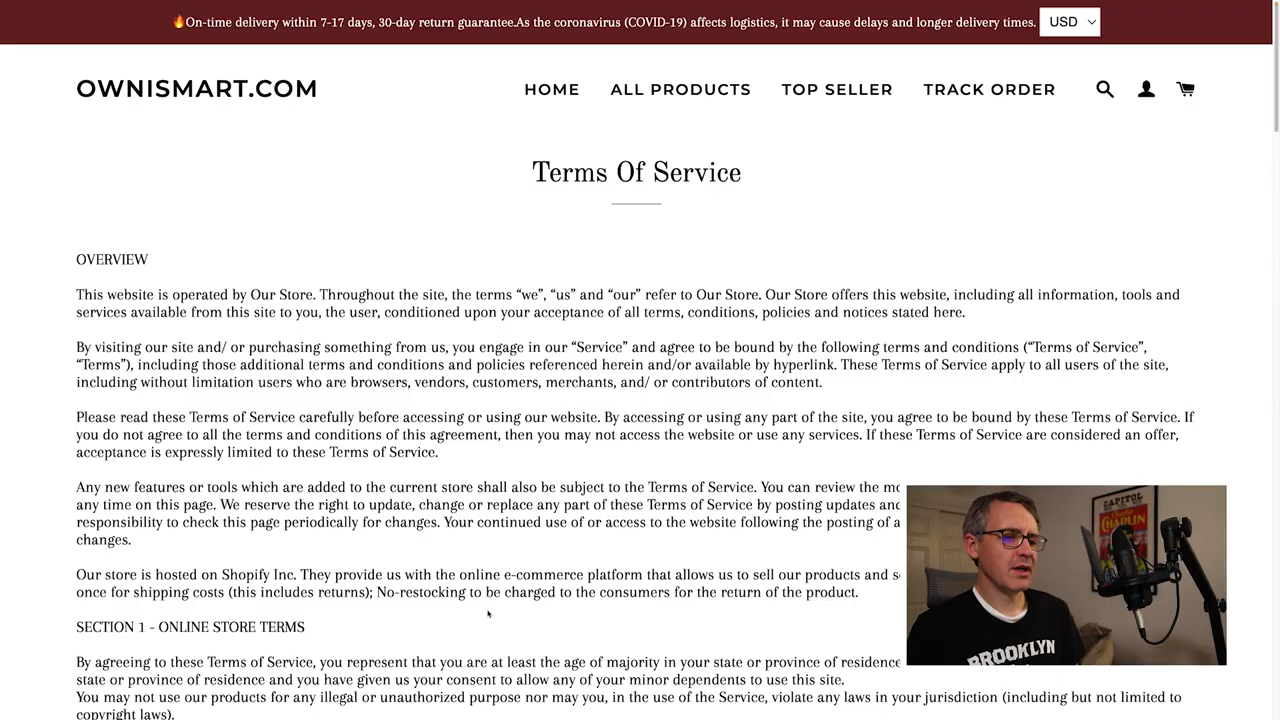 🔥On-time delivery within 7-17 days, 30-day return guarantee.As the coronavirus (COVID-19) affects logistics, it may cause delays and longer delivery times. USD
OWNISMART.COM HOME ALL PRODUCTS TOP SELLER TRACK ORDER
Terms Of Service
OVERVIEW
This website is operated by Our Store. Throughout the site, the terms “we”, “us” and “our” refer to Our Store. Our Store offers this website, including all information, tools and
services available from this site to you, the user, conditioned upon your acceptance of all terms, conditions, policies and notices stated here.
By visiting our site and/ or purchasing something from us, you engage in our “Service” and agree to be bound by the following terms and conditions (“Terms of Service”,
“Terms”), including those additional terms and conditions and policies referenced herein and/or available by hyperlink. These Terms of Service apply to all users of the site,
including without limitation users who are browsers, vendors, customers, merchants, and/ or contributors of content.
Please read these Terms of Service carefully before accessing or using our website. By accessing or using any part of the site, you agree to be bound by these Terms of Service. If
you do not agree to all the terms and conditions of this agreement, then you may not access the website or use any services. If these Terms of Service are considered an offer,
acceptance is expressly limited to these Terms of Service.
Any new features or tools which are added to the current store shall also be subject to the Terms of Service. You can review the
any time on this page. We reserve the right to update, change or replace any part of these Terms of Service by posting updates
responsibility to check this page periodically for changes. Your continued use of or access to the website following the posting of
changes.
Our store is hosted on Shopify Inc. They provide us with the online e-commerce platform that allows us to sell our products and
once for shipping costs (this includes returns); No-restocking to be charged to the consumers for the return of the product.
SECTION 1 - ONLINE STORE TERMS
By agreeing to these Terms of Service, you represent that you are at least the age of majority in your state or province of residence
state or province of residence and you have given us your consent to allow any of your minor dependents to use this site.
You may not use our products for any illegal or unauthorized purpose nor may you, in the use of the Service, violate any laws in your jurisdiction (including but not limited to
copyright laws).
CAPITOL
CHARLIN
BROOKLYN